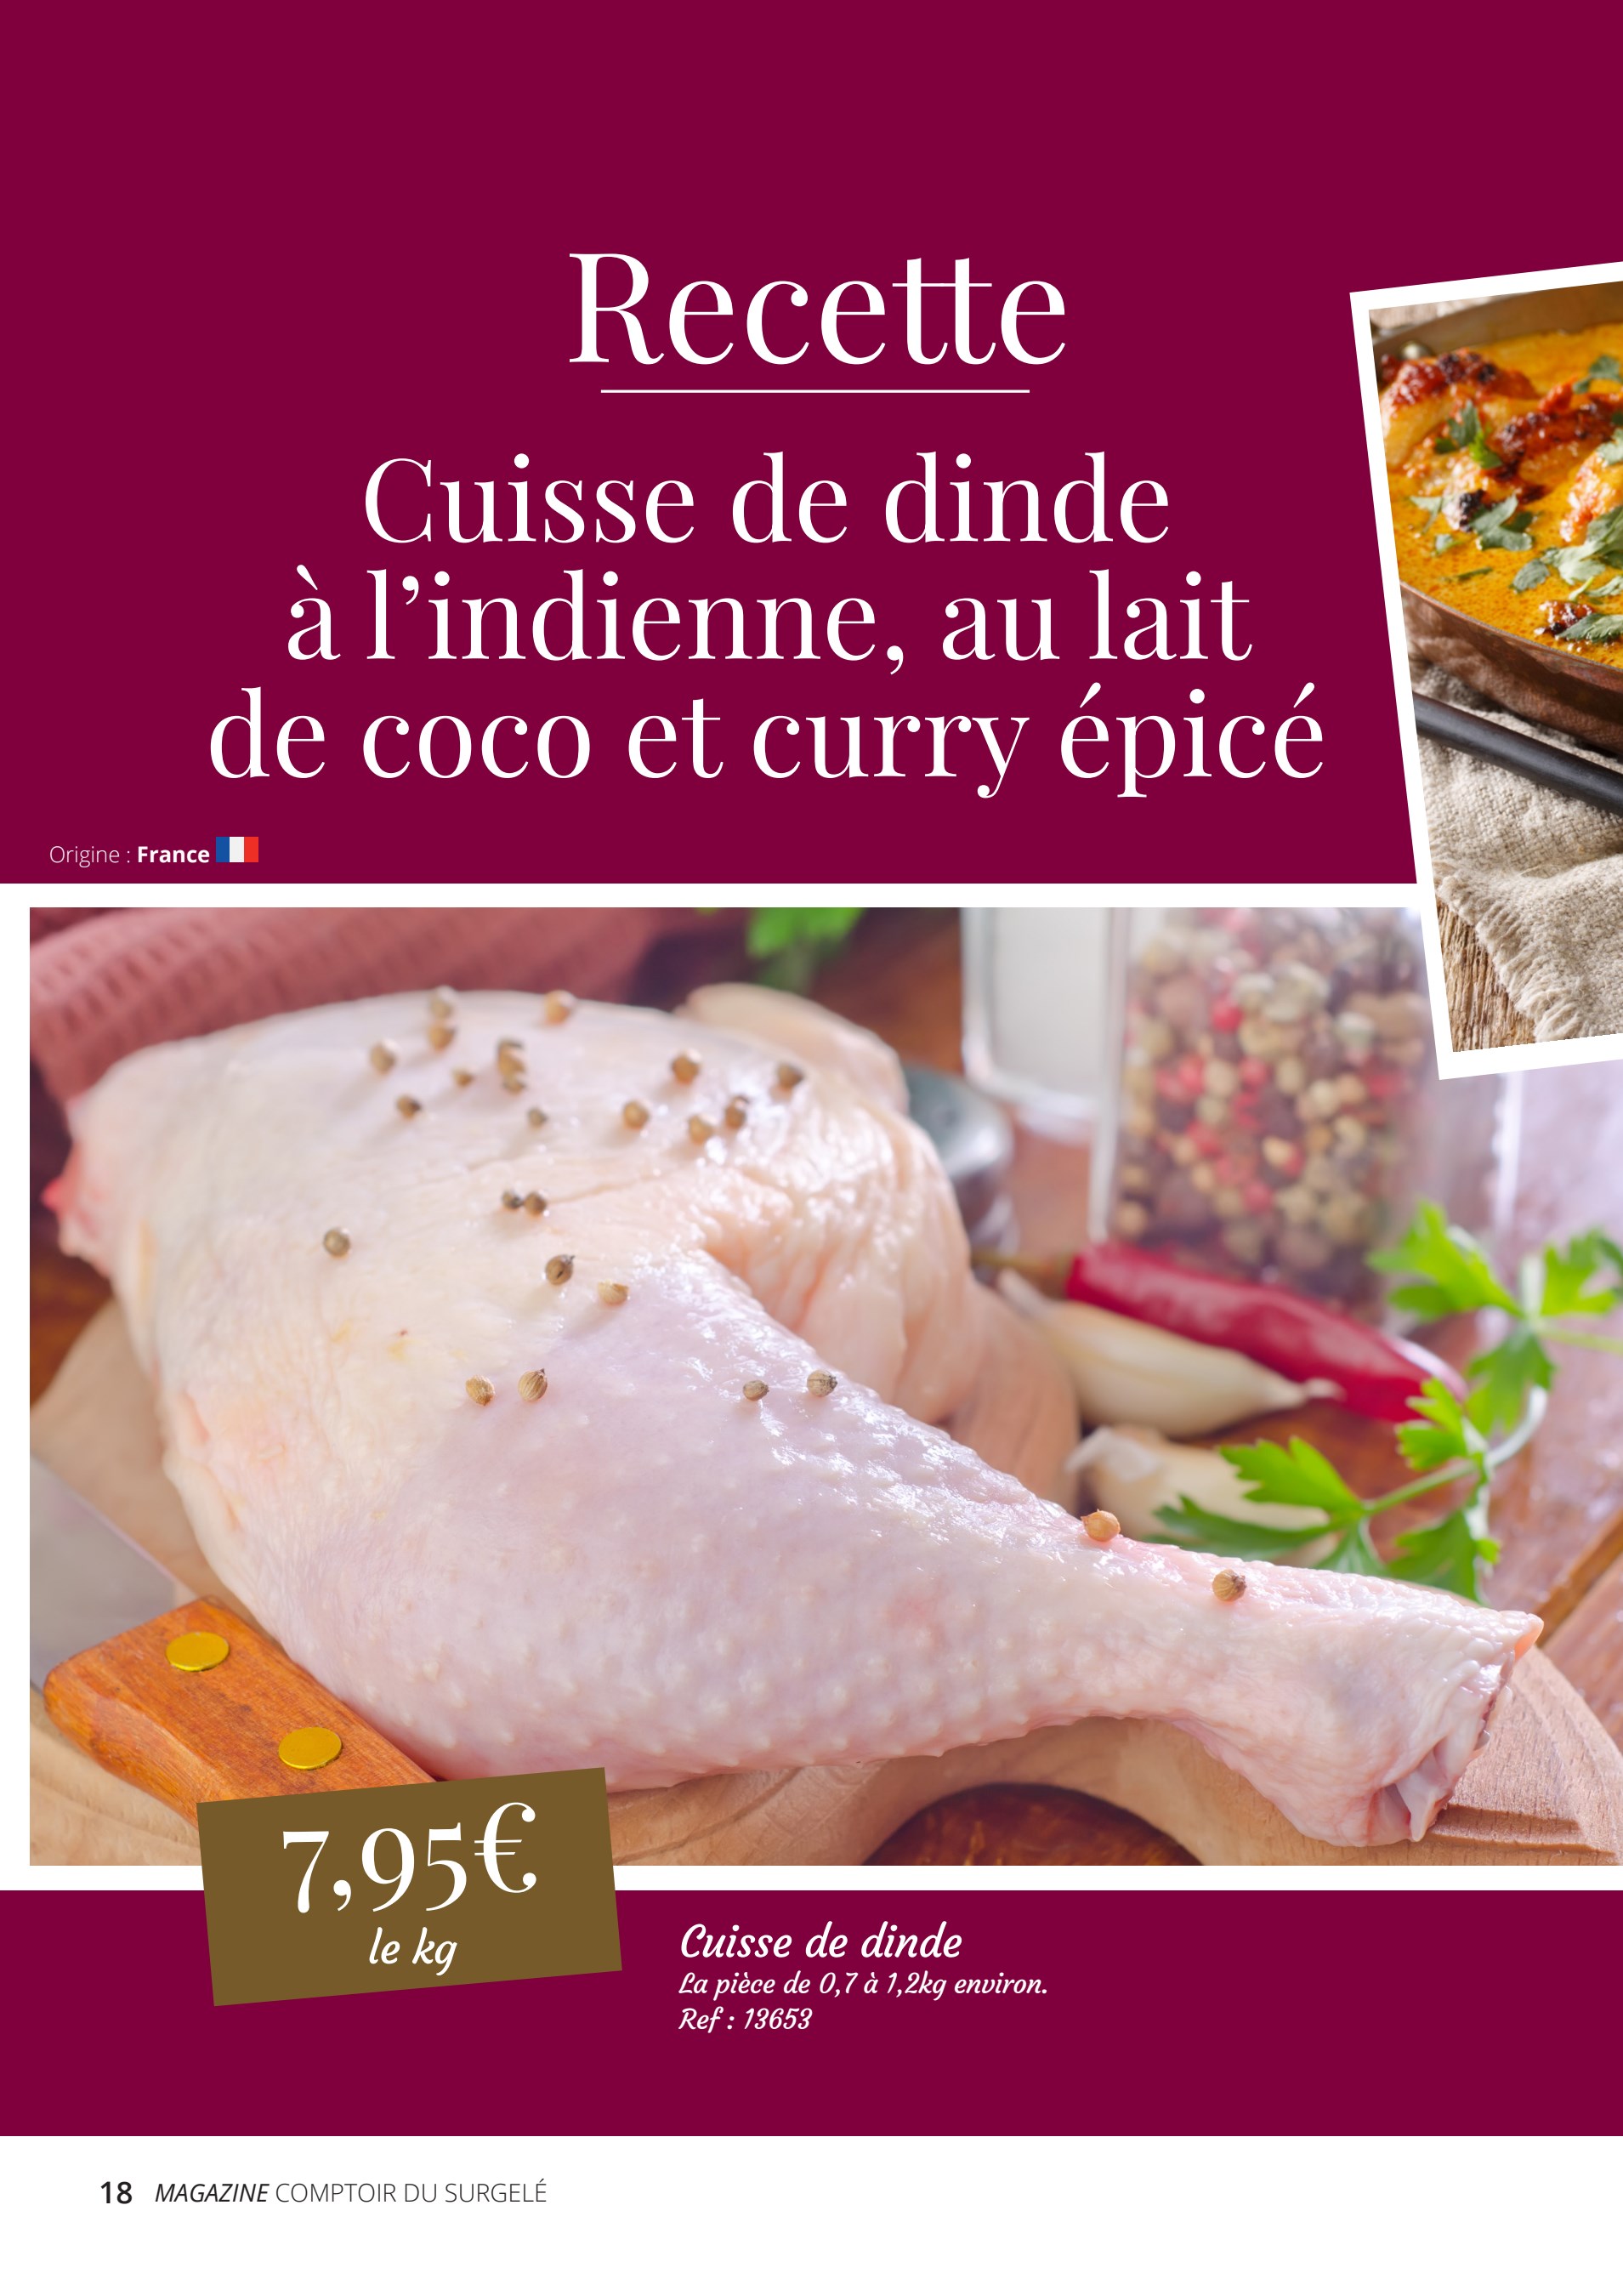 Recette
Cuisse de dinde
à l’indienne, au lait
de coco et curry épicé
Origine : France
7,95€
le kg
Cuisse de dinde
La pièce de 0,7 à 1,2kg environ.
Ref : 13653
18 MAGAZINE COMPTOIR DU SURGELÉ